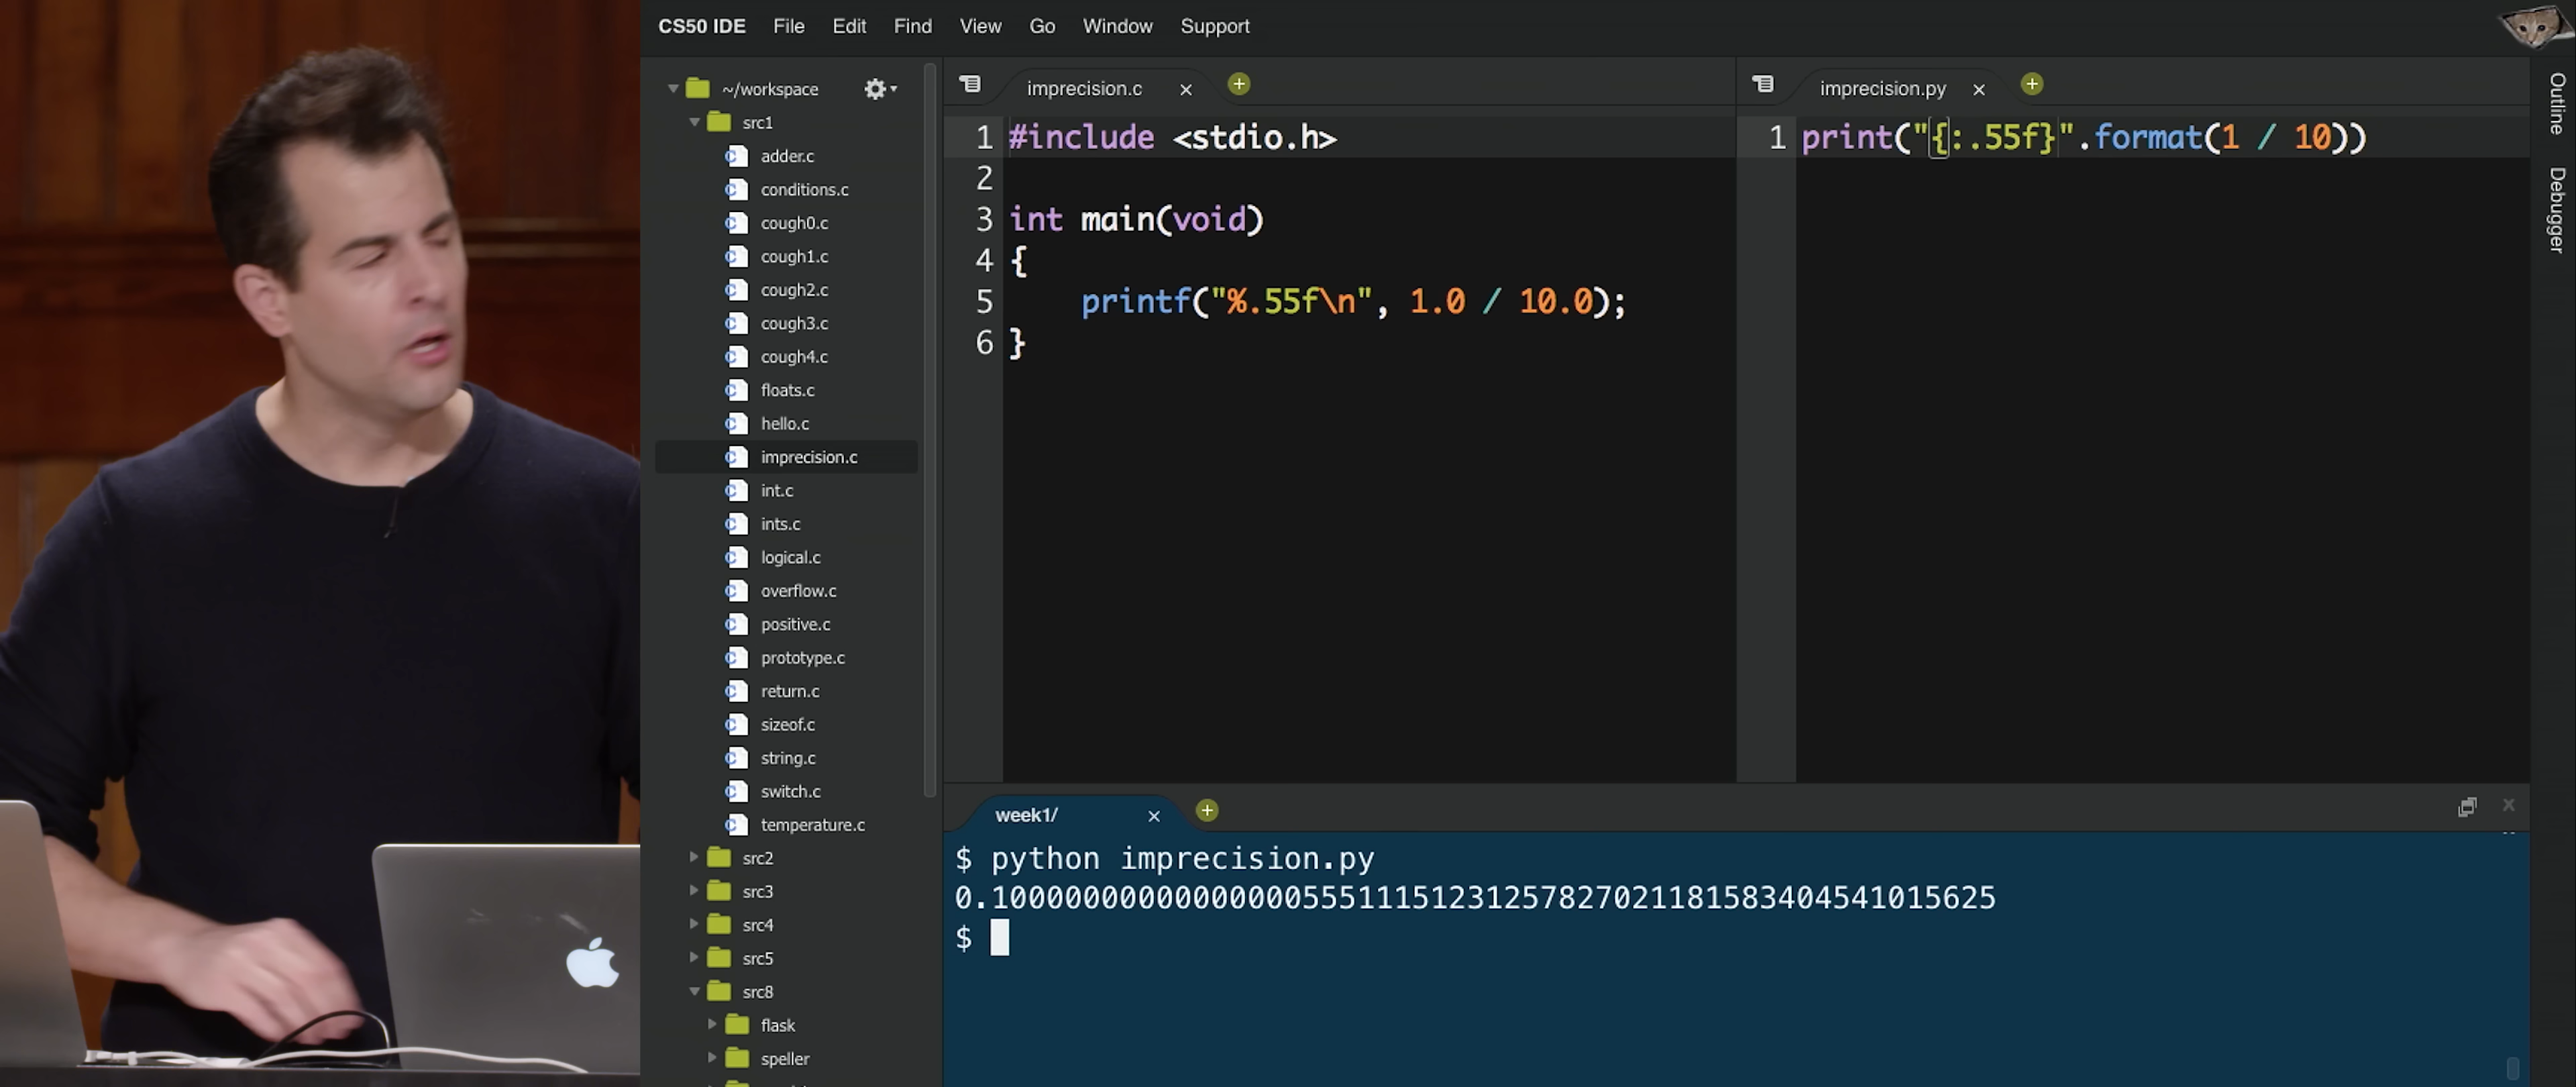 CS50 IDE File Edit Find View Go Window Support
~/workspace
src1
adder.c
conditions.c
cough0.c
cough1.c
cough2.c
cough3.c
cough4.c
floats.c
hello.c
imprecision.c
int.c
ints.c
logical.c
overflow.c
positive.c
prototype.c
return.c
sizeof.c
string.c
switch.c
temperature.c
src2
src3
src4
src5
src8
flask
speller
imprecision.c
1 #include <stdio.h>
2
3 int main(void)
4 {
5 printf("%.55f\n", 1.0 / 10.0);
6 }
imprecision.py
1 print("{:.55f}".format(1 / 10))
Outline
Debugger
week1/
$ python imprecision.py
0.1000000000000000055511151231257827021181583404541015625
$